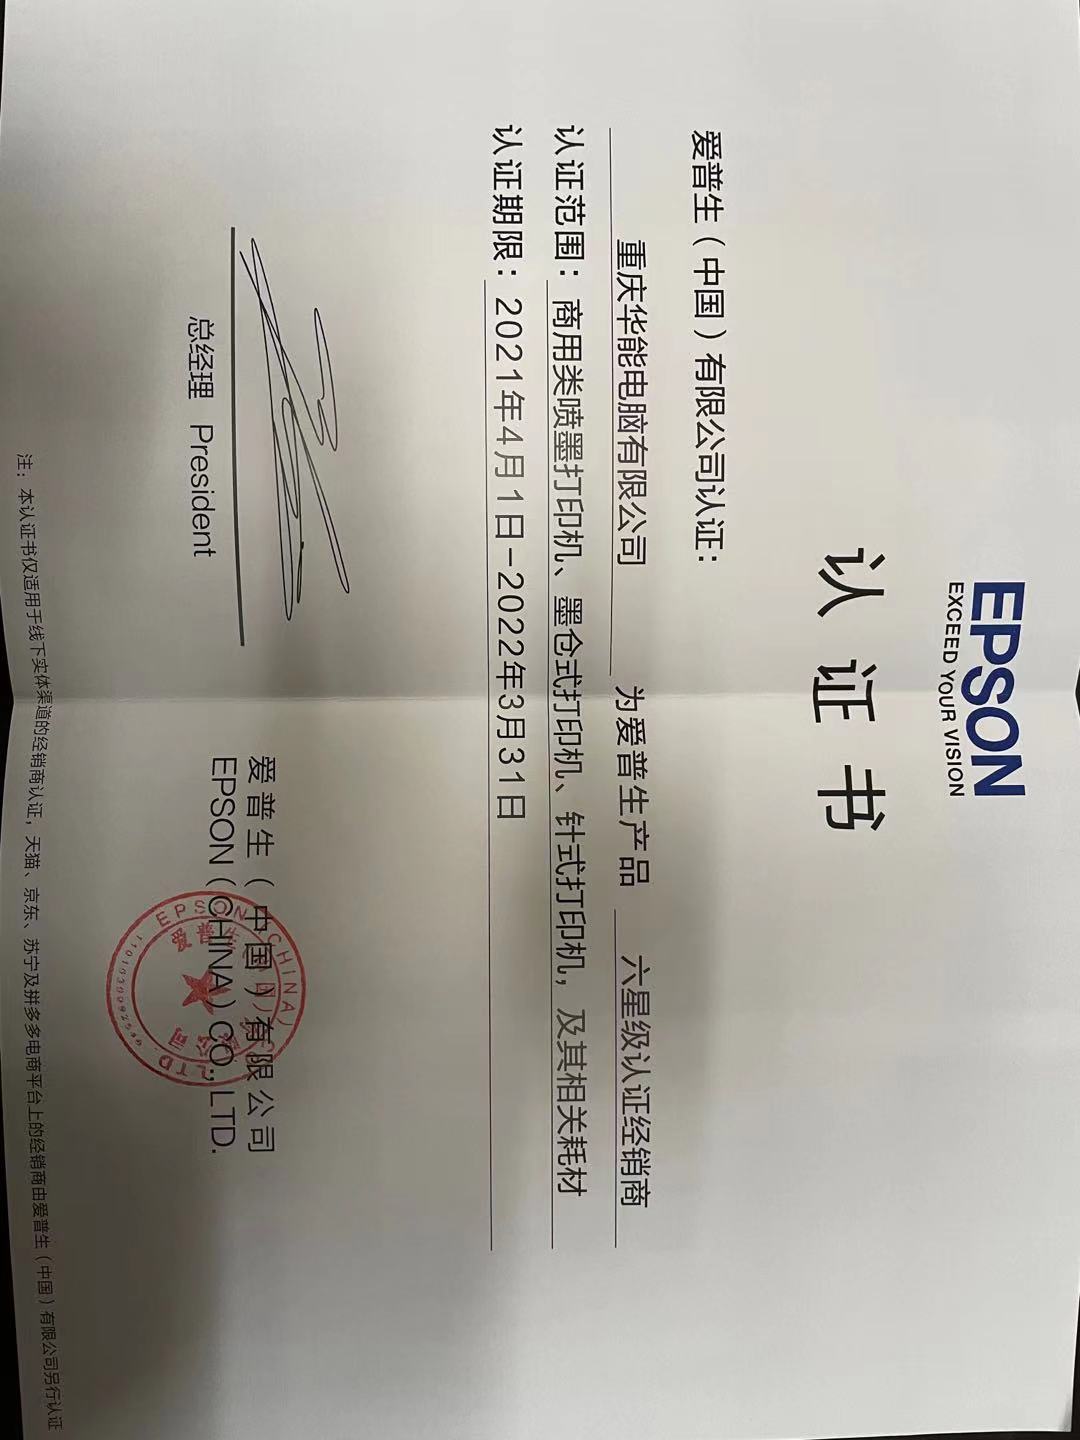 EPSON
EXCEED YOUR VISION
认证书
爱普生（中国）有限公司认证：
重庆华能电脑有限公司 为爱普生产品 六星级认证经销商
认证范围：商用类喷墨打印机、墨仓式打印机、针式打印机，及其相关耗材
认证期限：2021年4月1日-2022年3月31日
总经理 President
爱普生（中国）有限公司
EPSON (CHINA) CO., LTD.
注：本认证书仅适用于线下实体渠道的经销商认证，天猫、京东、苏宁及拼多多电商平台上的经销商由爱普生（中国）有限公司另行认证